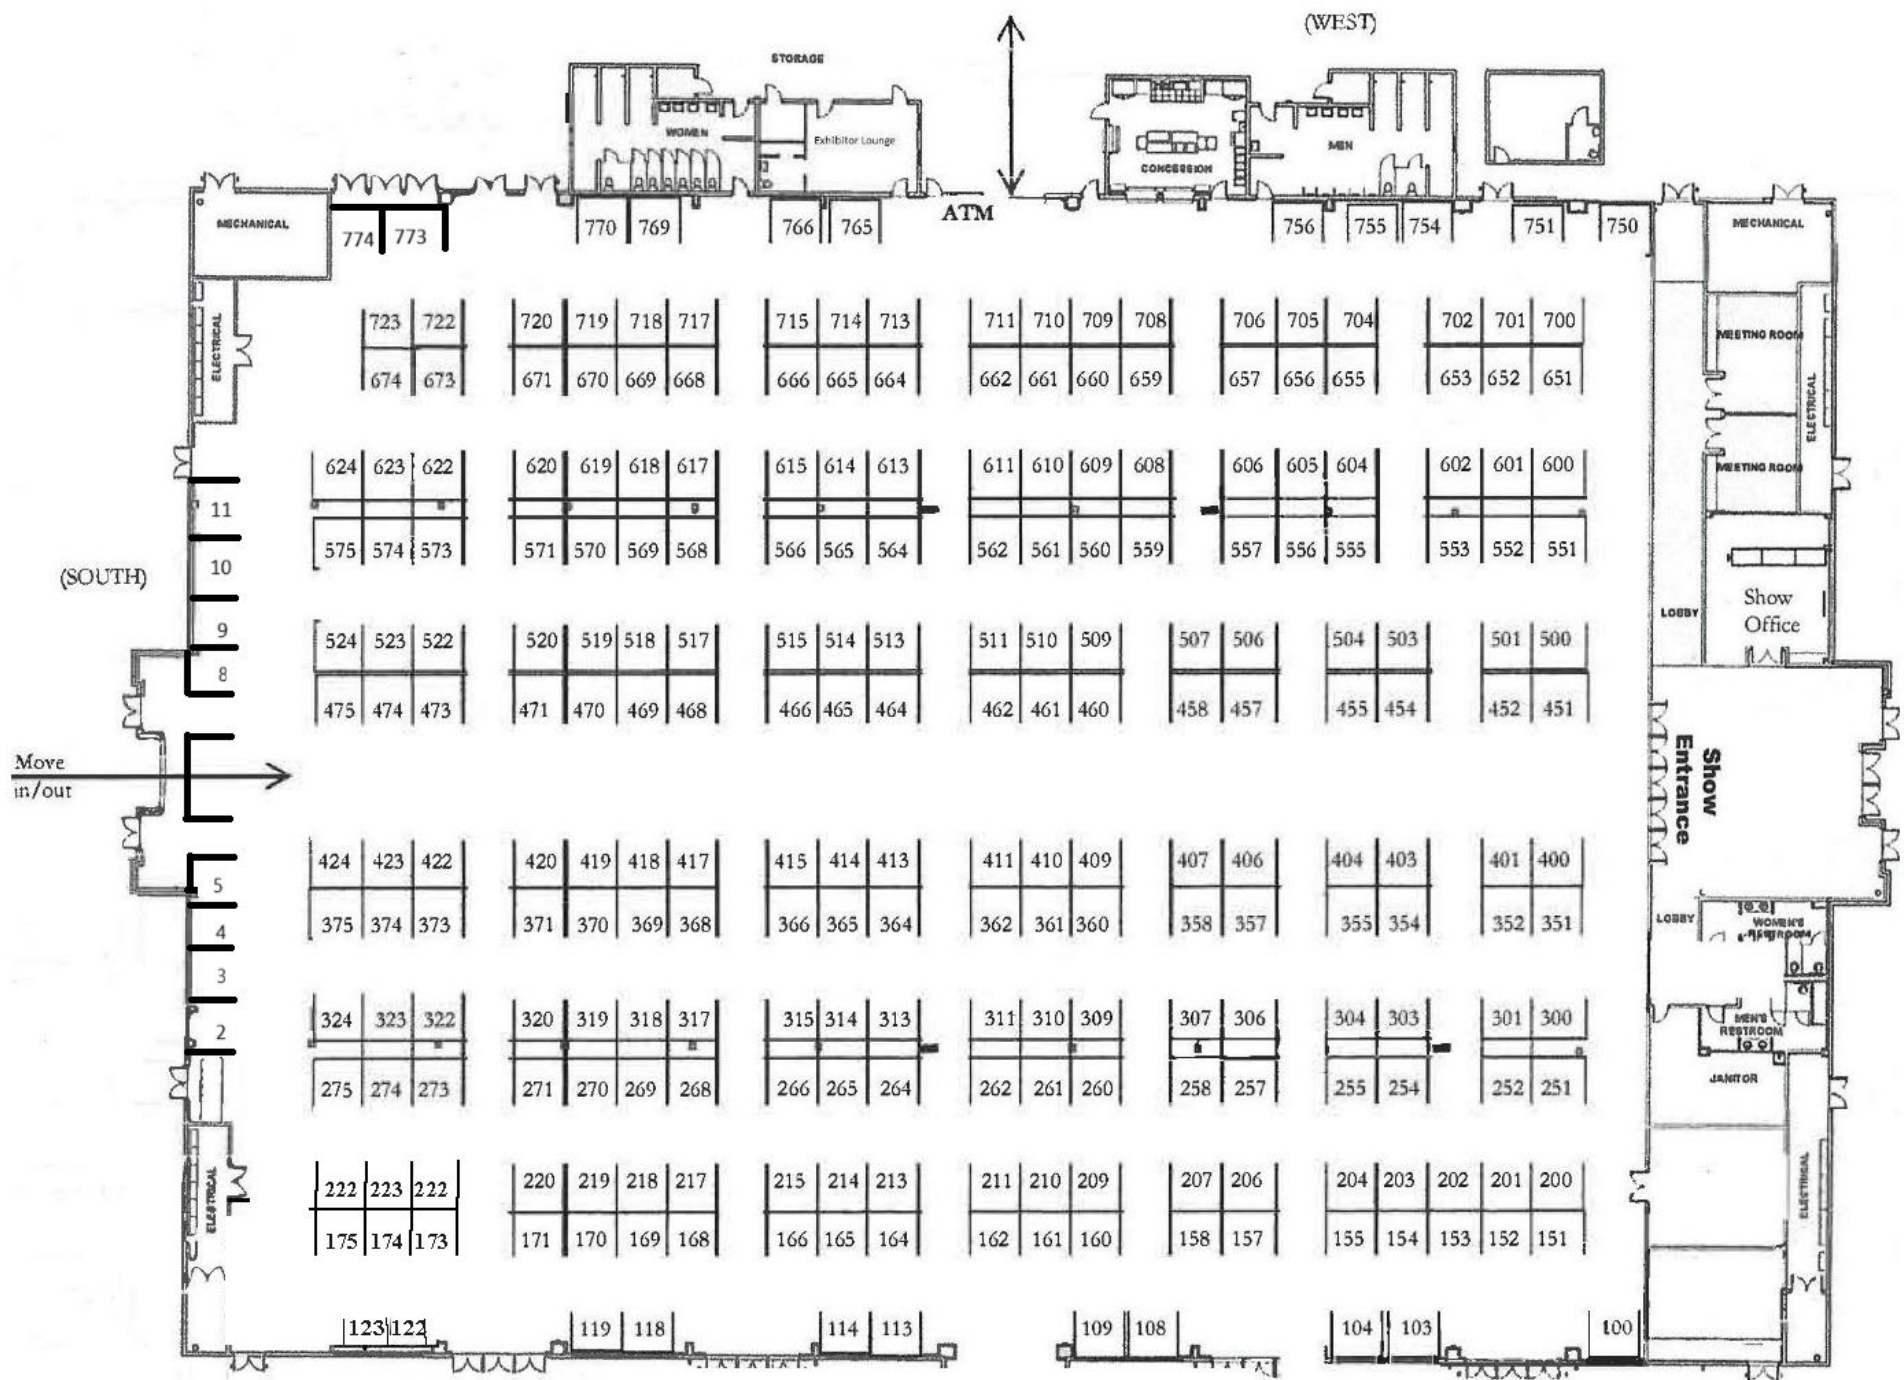 (WEST)
STORAGE
WOMEN
Exhibitor Lounge
MEN
CONCESSION
ATM
MECHANICAL
774 773
770 769
766 765
756 755 754
751
750
MECHANICAL
723 722 720 719 718 717 715 714 713 711 710 709 708 706 705 704 702 701 700
MEETING ROOM
ELECTRICAL
674 673 671 670 669 668 666 665 664 662 661 660 659 657 656 655 653 652 651
ELECTRICAL
624 623 622 620 619 618 617 615 614 613 611 610 609 608 606 605 604 602 601 600
MEETING ROOM
11
575 574 573 571 570 569 568 566 565 564 562 561 560 559 557 556 555 553 552 551
(SOUTH)
10
Show
Office
LOBBY
9
524 523 522 520 519 518 517 515 514 513 511 510 509 507 506 504 503 501 500
8
475 474 473 471 470 469 468 466 465 464 462 461 460 458 457 455 454 452 451
Move
in/out
Show
Entrance
424 423 422 420 419 418 417 415 414 413 411 410 409 407 406 404 403 401 400
5
375 374 373 371 370 369 368 366 365 364 362 361 360 358 357 355 354 352 351
LOBBY
WOMEN'S
RESTROOM
4
3
324 323 322 320 319 318 317 315 314 313 311 310 309 307 306 304 303 301 300
MEN'S
RESTROOM
2
275 274 273 271 270 269 268 266 265 264 262 261 260 258 257 255 254 252 251
JANITOR
222 223 222 220 219 218 217 215 214 213 211 210 209 207 206 204 203 202 201 200
ELECTRICAL
ELECTRICAL
175 174 173 171 170 169 168 166 165 164 162 161 160 158 157 155 154 153 152 151
123 122 119 118 114 113 109 108 104 103 100